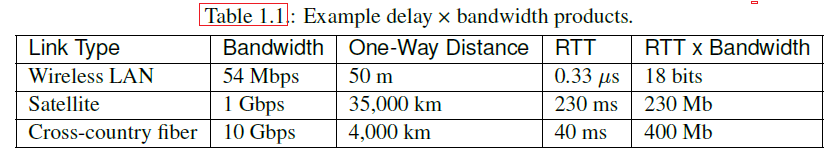 Table 1.1.: Example delay × bandwidth products.
Link Type Bandwidth One-Way Distance RTT RTT x Bandwidth
Wireless LAN 54 Mbps 50 m 0.33 μs 18 bits
Satellite 1 Gbps 35,000 km 230 ms 230 Mb
Cross-country fiber 10 Gbps 4,000 km 40 ms 400 Mb